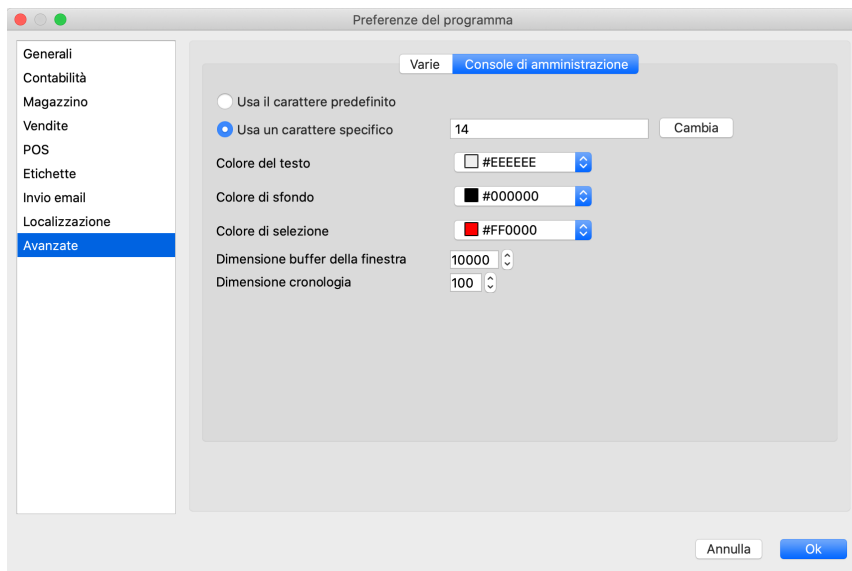 Preferenze del programma
Generali
Contabilità
Magazzino
Vendite
POS
Etichette
Invio email
Localizzazione
Avanzate
Varie
Console di amministrazione
Usa il carattere predefinito
Usa un carattere specifico
14
Cambia
Colore del testo
#EEEEEE
Colore di sfondo
#000000
Colore di selezione
#FF0000
Dimensione buffer della finestra
10000
Dimensione cronologia
100
Annulla
Ok